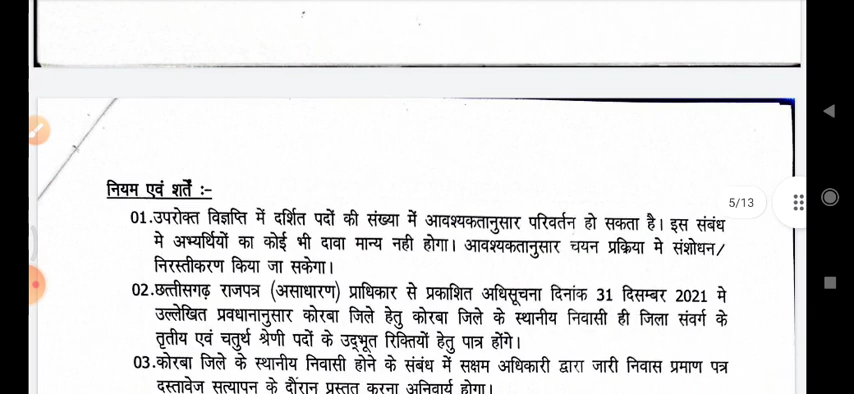 नियम एवं शर्तें :-
01.उपरोक्त विज्ञप्ति में दर्शित पदों की संख्या में आवश्यकतानुसार परिवर्तन हो सकता है। इस संबंध
मे अभ्यर्थियों का कोई भी दावा मान्य नही होगा। आवश्यकतानुसार चयन प्रक्रिया मे संशोधन/
निरस्तीकरण किया जा सकेगा।
5/13
02.छत्तीसगढ़ राजपत्र (असाधारण) प्राधिकार से प्रकाशित अधिसूचना दिनांक 31 दिसम्बर 2021 मे
उल्लेखित प्रवधानानुसार कोरबा जिले हेतु कोरबा जिले के स्थानीय निवासी ही जिला संवर्ग के
तृतीय एवं चतुर्थ श्रेणी पदों के उद्भूत रिक्तियों हेतु पात्र होंगे।
03.कोरबा जिले के स्थानीय निवासी होने के संबंध में सक्षम अधिकारी द्वारा जारी निवास प्रमाण पत्र
दस्तावेज सत्यापन के दौंरान प्रस्तुत करना अनिवार्य होगा।